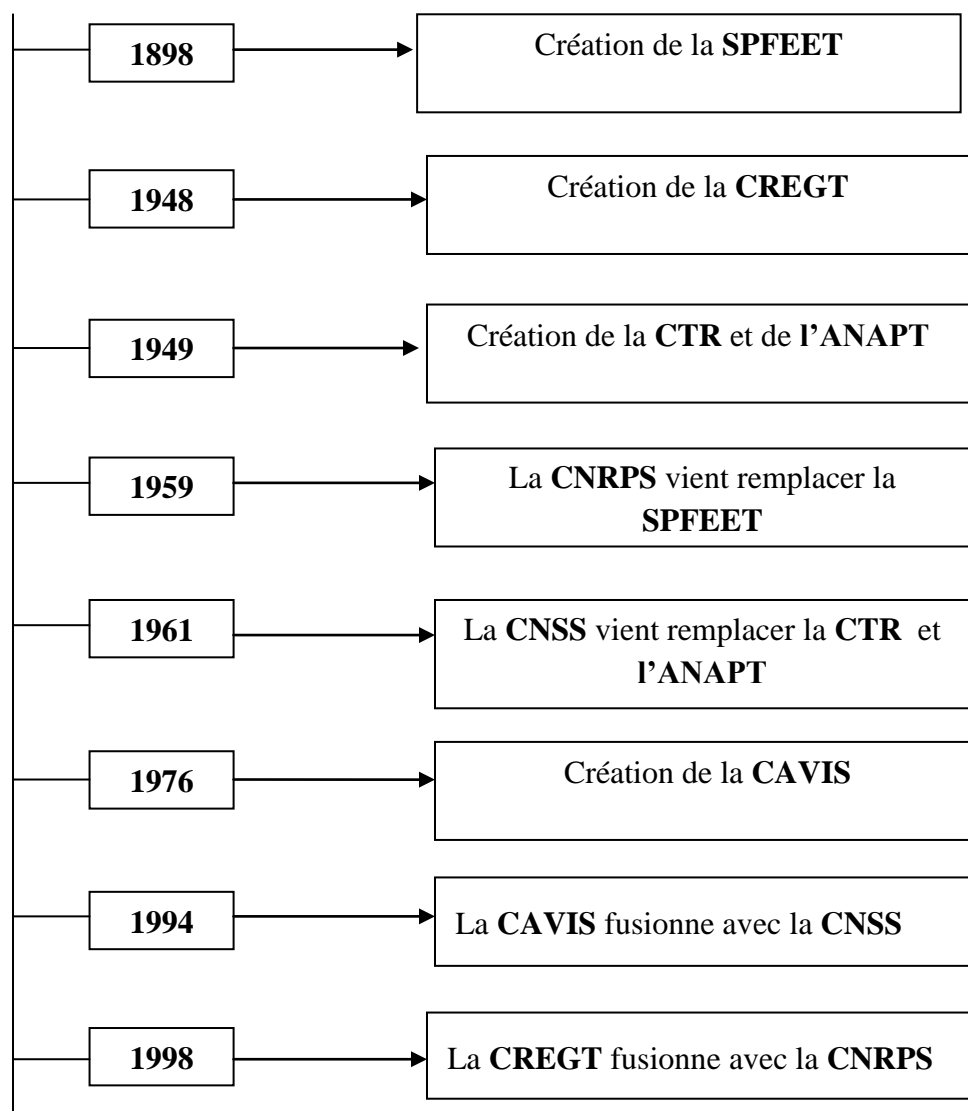 1898
Création de la SPFEET
1948
Création de la CREGT
1949
Création de la CTR et de l’ANAPT
1959
La CNRPS vient remplacer la
SPFEET
1961
La CNSS vient remplacer la CTR et
l’ANAPT
1976
Création de la CAVIS
1994
La CAVIS fusionne avec la CNSS
1998
La CREGT fusionne avec la CNRPS